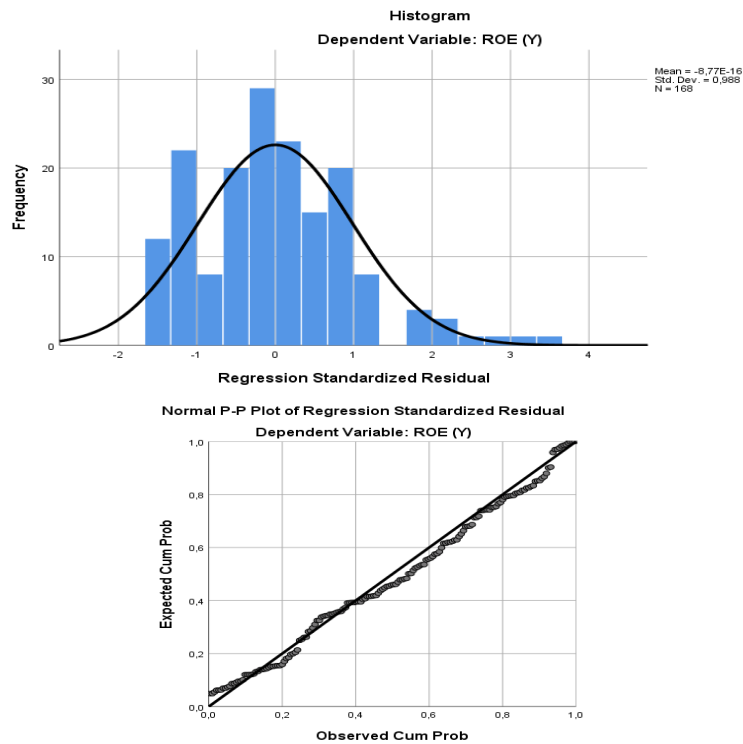 Histogram
Dependent Variable: ROE (Y)
Mean = -8,77E-16
Std. Dev. = 0,988
N = 168
Frequency
30
20
10
0
-2
-1
0
1
2
3
4
Regression Standardized Residual
Normal P-P Plot of Regression Standardized Residual
Dependent Variable: ROE (Y)
Expected Cum Prob
1,0
0,8
0,6
0,4
0,2
0,0
0,0
0,2
0,4
0,6
0,8
1,0
Observed Cum Prob